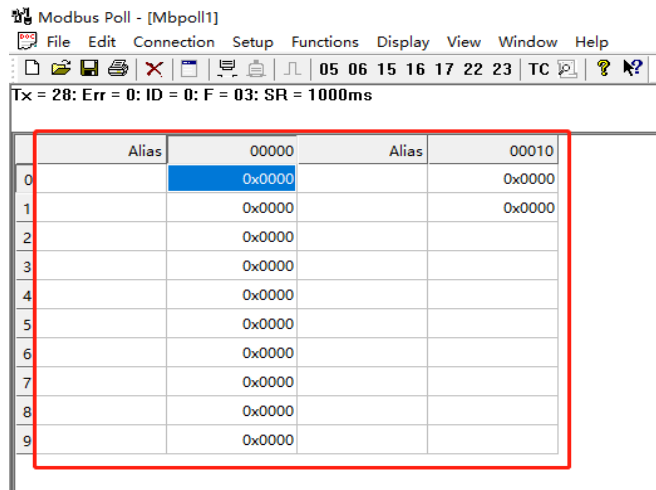 Modbus Poll - [Mbpoll1]
File Edit Connection Setup Functions Display View Window Help
05 06 15 16 17 22 23 TC
Tx = 28: Err = 0: ID = 0: F = 03: SR = 1000ms
Alias 00000 Alias 00010
0 0x0000 0x0000
1 0x0000 0x0000
2 0x0000
3 0x0000
4 0x0000
5 0x0000
6 0x0000
7 0x0000
8 0x0000
9 0x0000